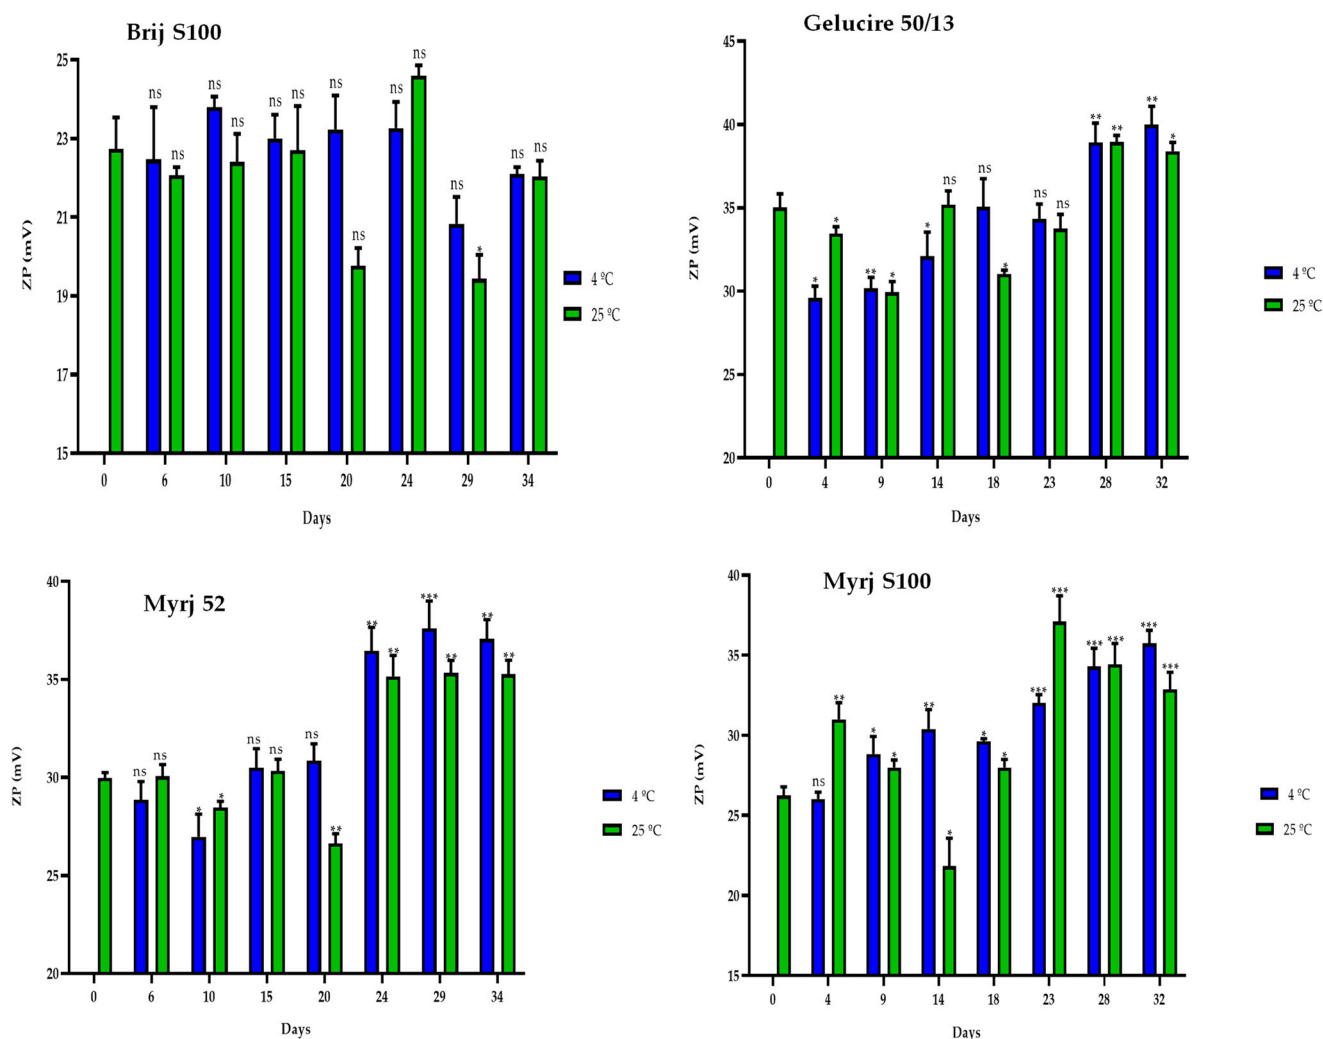 Brij S100
ZP (mV)
25
23
21
19
17
15
ns
ns
ns
ns
ns
ns
ns
ns
ns
ns
ns
*
ns
ns
0 6 10 15 20 24 29 34
Days
4 ºC
25 ºC
Gelucire 50/13
ZP (mV)
45
40
35
30
25
20
*
*
**
*
*
ns
ns
*
ns
ns
**
**
**
*
0 4 9 14 18 23 28 32
Days
4 ºC
25 ºC
Myrj 52
ZP (mV)
40
35
30
25
20
ns
ns
*
*
ns
ns
ns
**
**
**
***
**
**
**
0 6 10 15 20 24 29 34
Days
4 ºC
25 ºC
Myrj S100
ZP (mV)
40
35
30
25
20
15
ns
**
*
*
**
*
*
*
***
***
***
***
***
***
0 4 9 14 18 23 28 32
Days
4 ºC
25 ºC